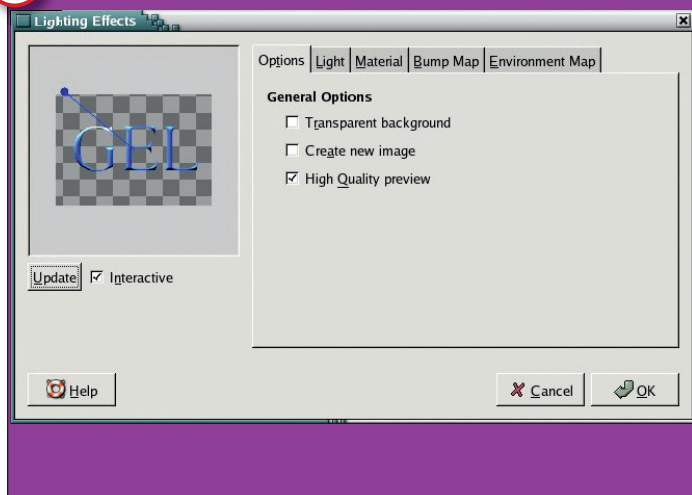 Lighting Effects
GEL
Update
Interactive
Options
Light
Material
Bump Map
Environment Map
General Options
Transparent background
Create new image
High Quality preview
Help
Cancel
OK